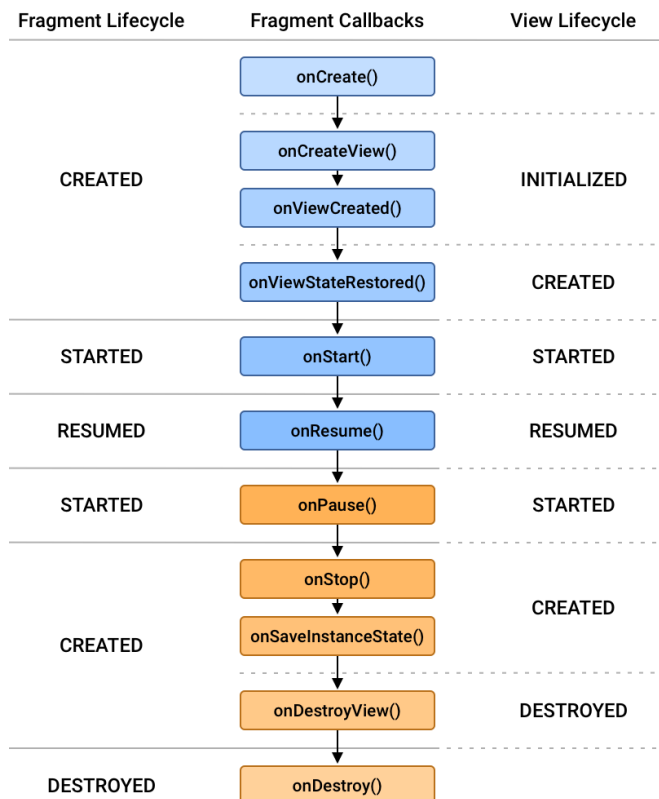 Fragment Lifecycle
Fragment Callbacks
View Lifecycle
onCreate()
onCreateView()
CREATED
INITIALIZED
onViewCreated()
onViewStateRestored()
CREATED
STARTED
onStart()
STARTED
RESUMED
onResume()
RESUMED
STARTED
onPause()
STARTED
onStop()
CREATED
onSaveInstanceState()
CREATED
onDestroyView()
DESTROYED
DESTROYED
onDestroy()